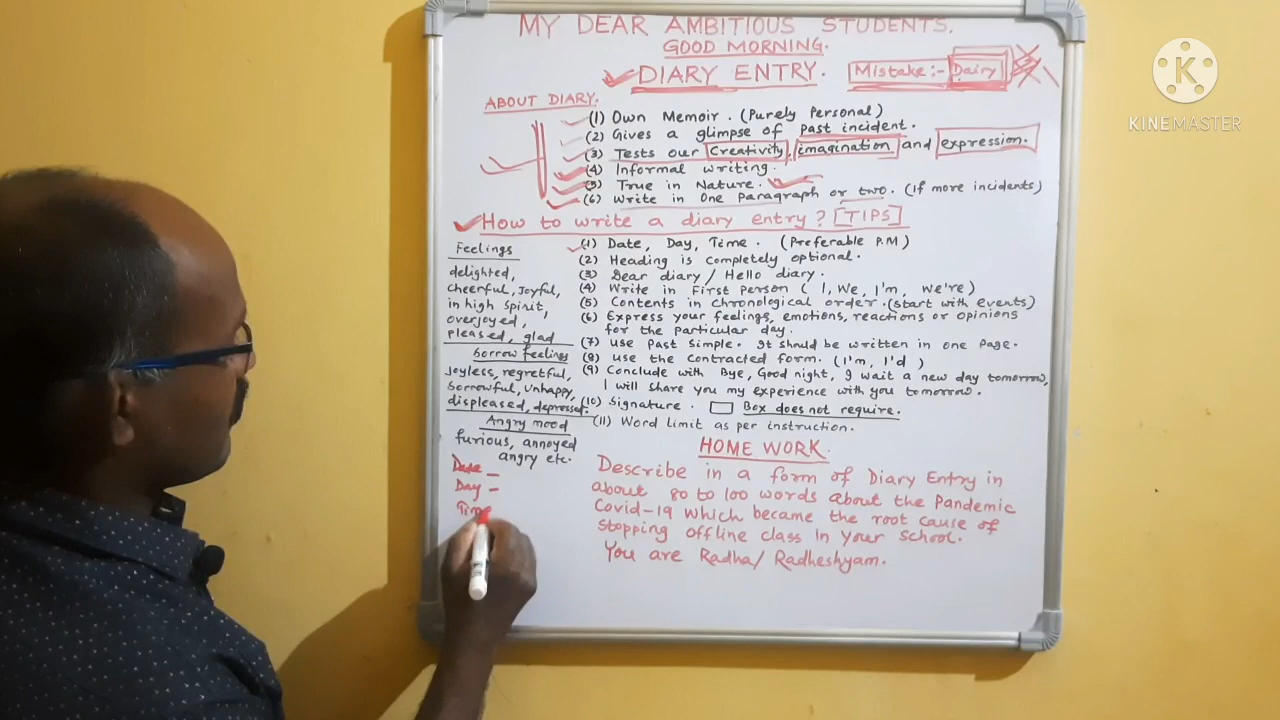 MY DEAR AMBITIOUS STUDENTS.
GOOD MORNING.
DIARY ENTRY. Mistake:- Dairy
ABOUT DIARY.
(1) Own Memoir. (Purely Personal)
(2) Gives a glimpse of past incident.
(3) Tests our Creativity, imagination and expression.
(4) Informal writing.
(5) True in Nature.
(6) Write in One paragraph or two. (if more incidents)
How to write a diary entry? [TIPS]
(1) Date, Day, Time. (Preferable P.M)
(2) Heading is completely optional.
(3) Dear diary / Hello diary.
(4) Write in First person ( I, We, I'm, We're)
(5) Contents in Chronological order. (start with events)
(6) Express your feelings, emotions, reactions or opinions
for the particular day.
(7) Use Past Simple. It should be written in one page.
(8) Use the contracted form. (I'm, I'd )
(9) Conclude with Bye, Good night, I wait a new day tomorrow,
I will share you my experience with you tomorrow.
(10) Signature. Box does not require.
(11) Word limit as per instruction.
Feelings
delighted,
cheerful, Joyful,
in high Spirit,
overjoyed,
pleased, glad
Sorrow feelings
Joyless, regretful,
Sorrowful, Unhappy,
displeased, depressed.
Angry mood
furious, annoyed
angry etc.
Date -
Day -
HOME WORK.
Describe in a form of Diary Entry in
about 80 to 100 words about the Pandemic
Covid-19 which became the root cause of
stopping offline class in your school.
You are Radha/ Radheshyam.
K
KINEMASTER